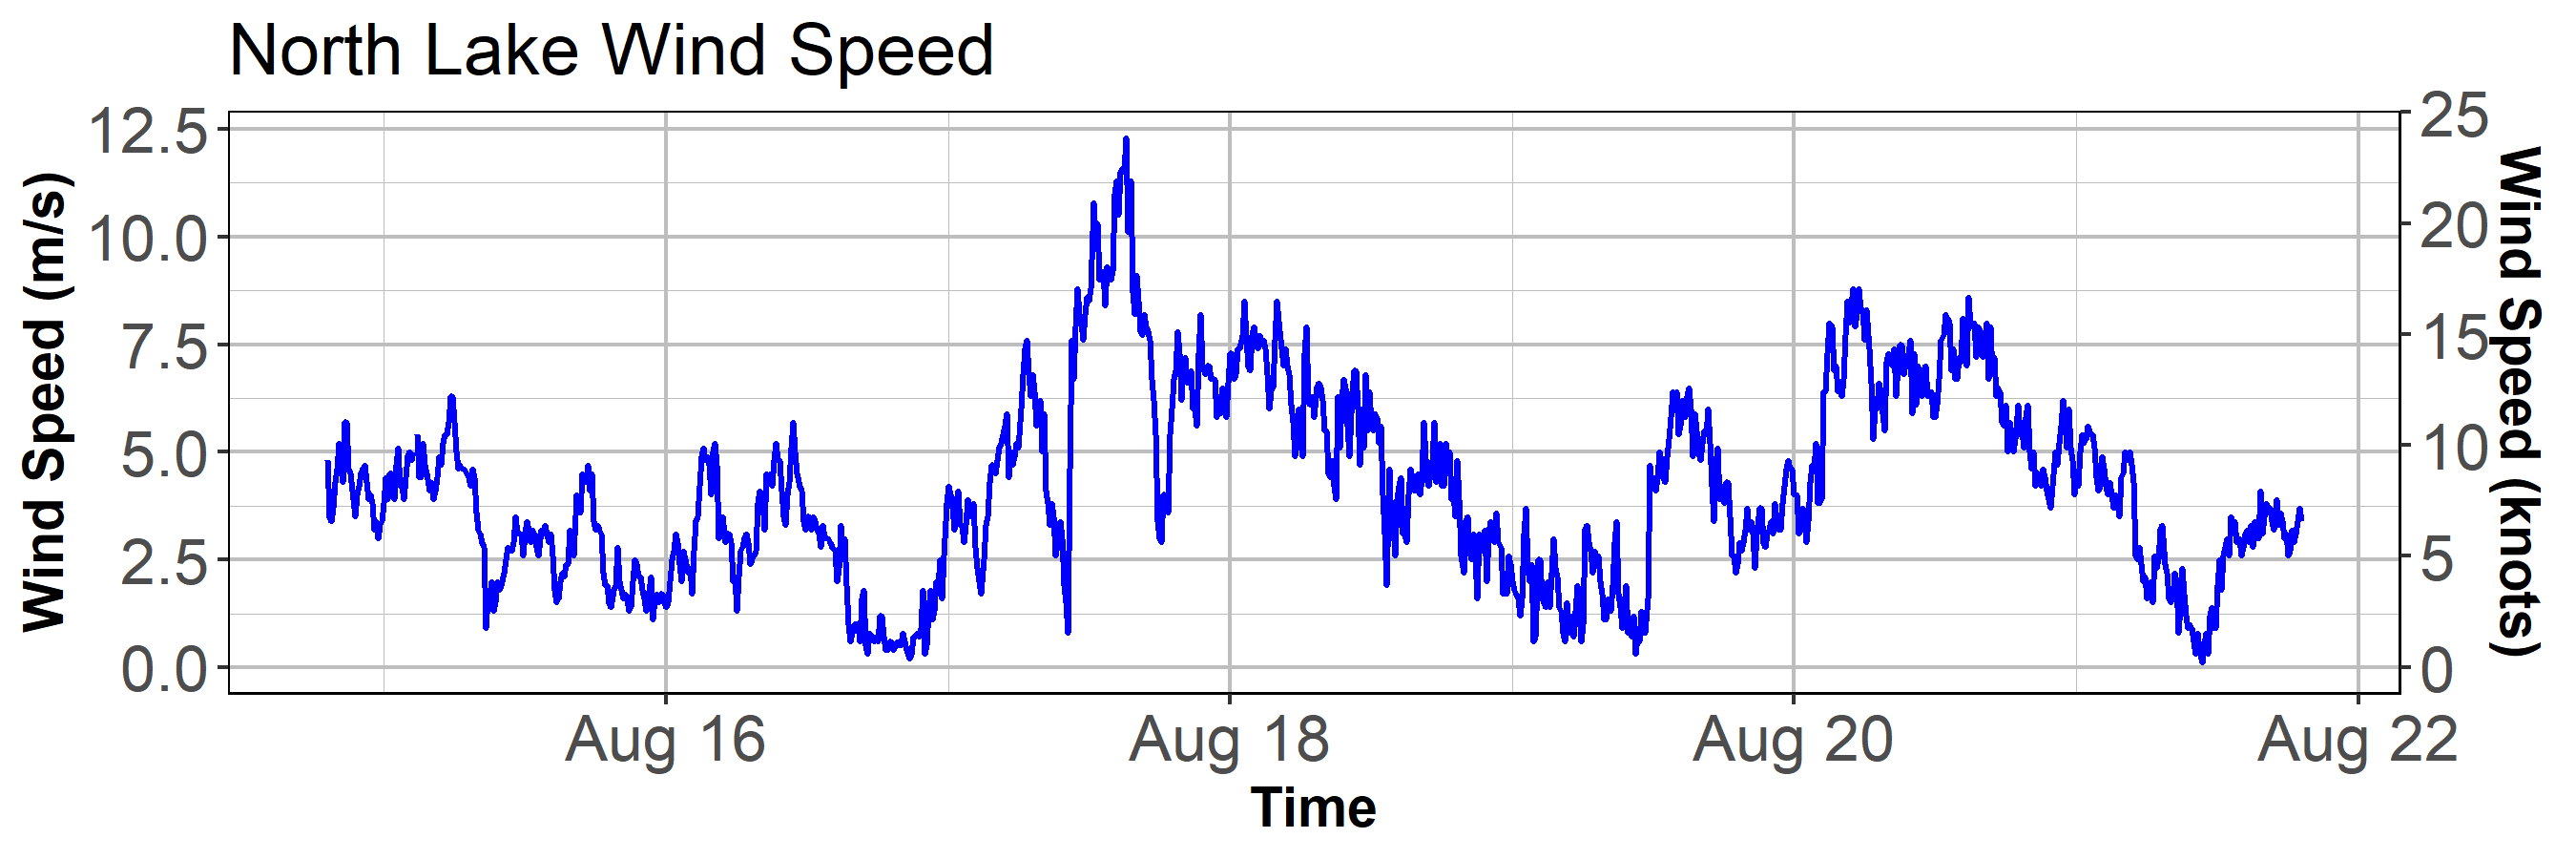 North Lake Wind Speed
Wind Speed (m/s)
12.5
10.0
7.5
5.0
2.5
0.0
25
20
15
10
5
0
Wind Speed (knots)
Aug 16
Aug 18
Aug 20
Aug 22
Time